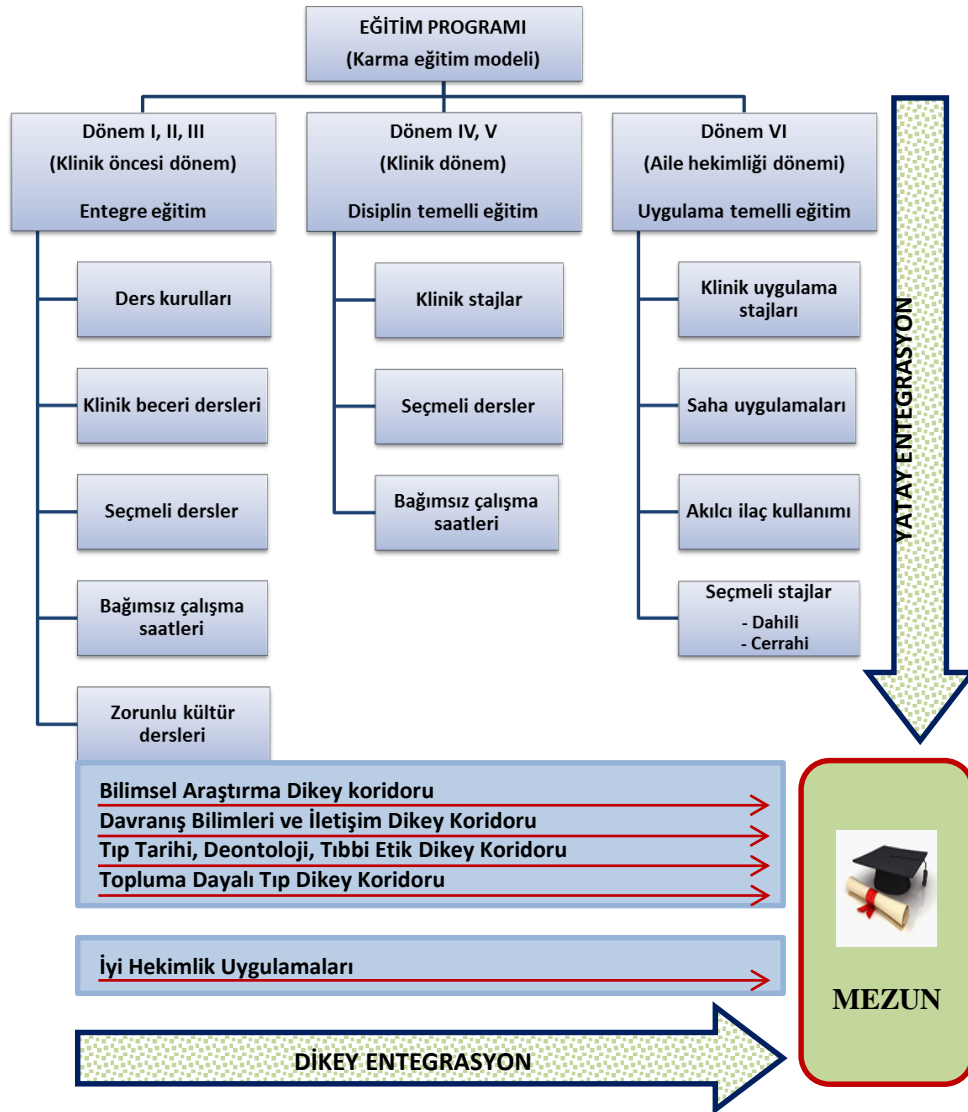 EĞİTİM PROGRAMI
(Karma eğitim modeli)
Dönem I, II, III
(Klinik öncesi dönem)
Entegre eğitim
Ders kurulları
Klinik beceri dersleri
Seçmeli dersler
Bağımsız çalışma
saatleri
Zorunlu kültür
dersleri
Dönem IV, V
(Klinik dönem)
Disiplin temelli eğitim
Klinik stajlar
Seçmeli dersler
Bağımsız çalışma
saatleri
Dönem VI
(Aile hekimliği dönemi)
Uygulama temelli eğitim
Klinik uygulama
stajları
Saha uygulamaları
Akılcı ilaç kullanımı
Seçmeli stajlar
- Dahili
- Cerrahi
YATAY ENTEGRASYON
Bilimsel Araştırma Dikey koridoru
Davranış Bilimleri ve İletişim Dikey Koridoru
Tıp Tarihi, Deontoloji, Tıbbi Etik Dikey Koridoru
Topluma Dayalı Tıp Dikey Koridoru
İyi Hekimlik Uygulamaları
MEZUN
DİKEY ENTEGRASYON